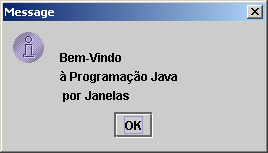 Message
Bem-Vindo
à Programação Java
por Janelas
OK